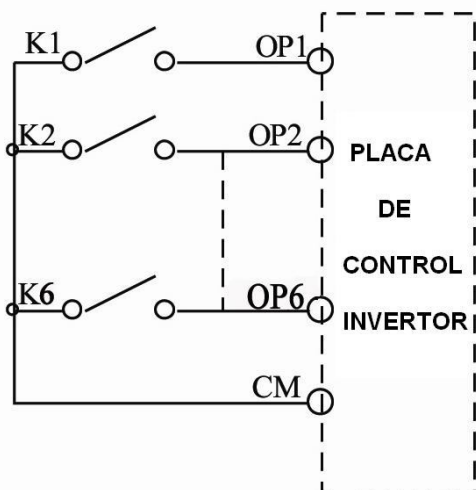 K1 OP1
K2 OP2 PLACA
DE
CONTROL
K6 OP6 INVERTOR
CM